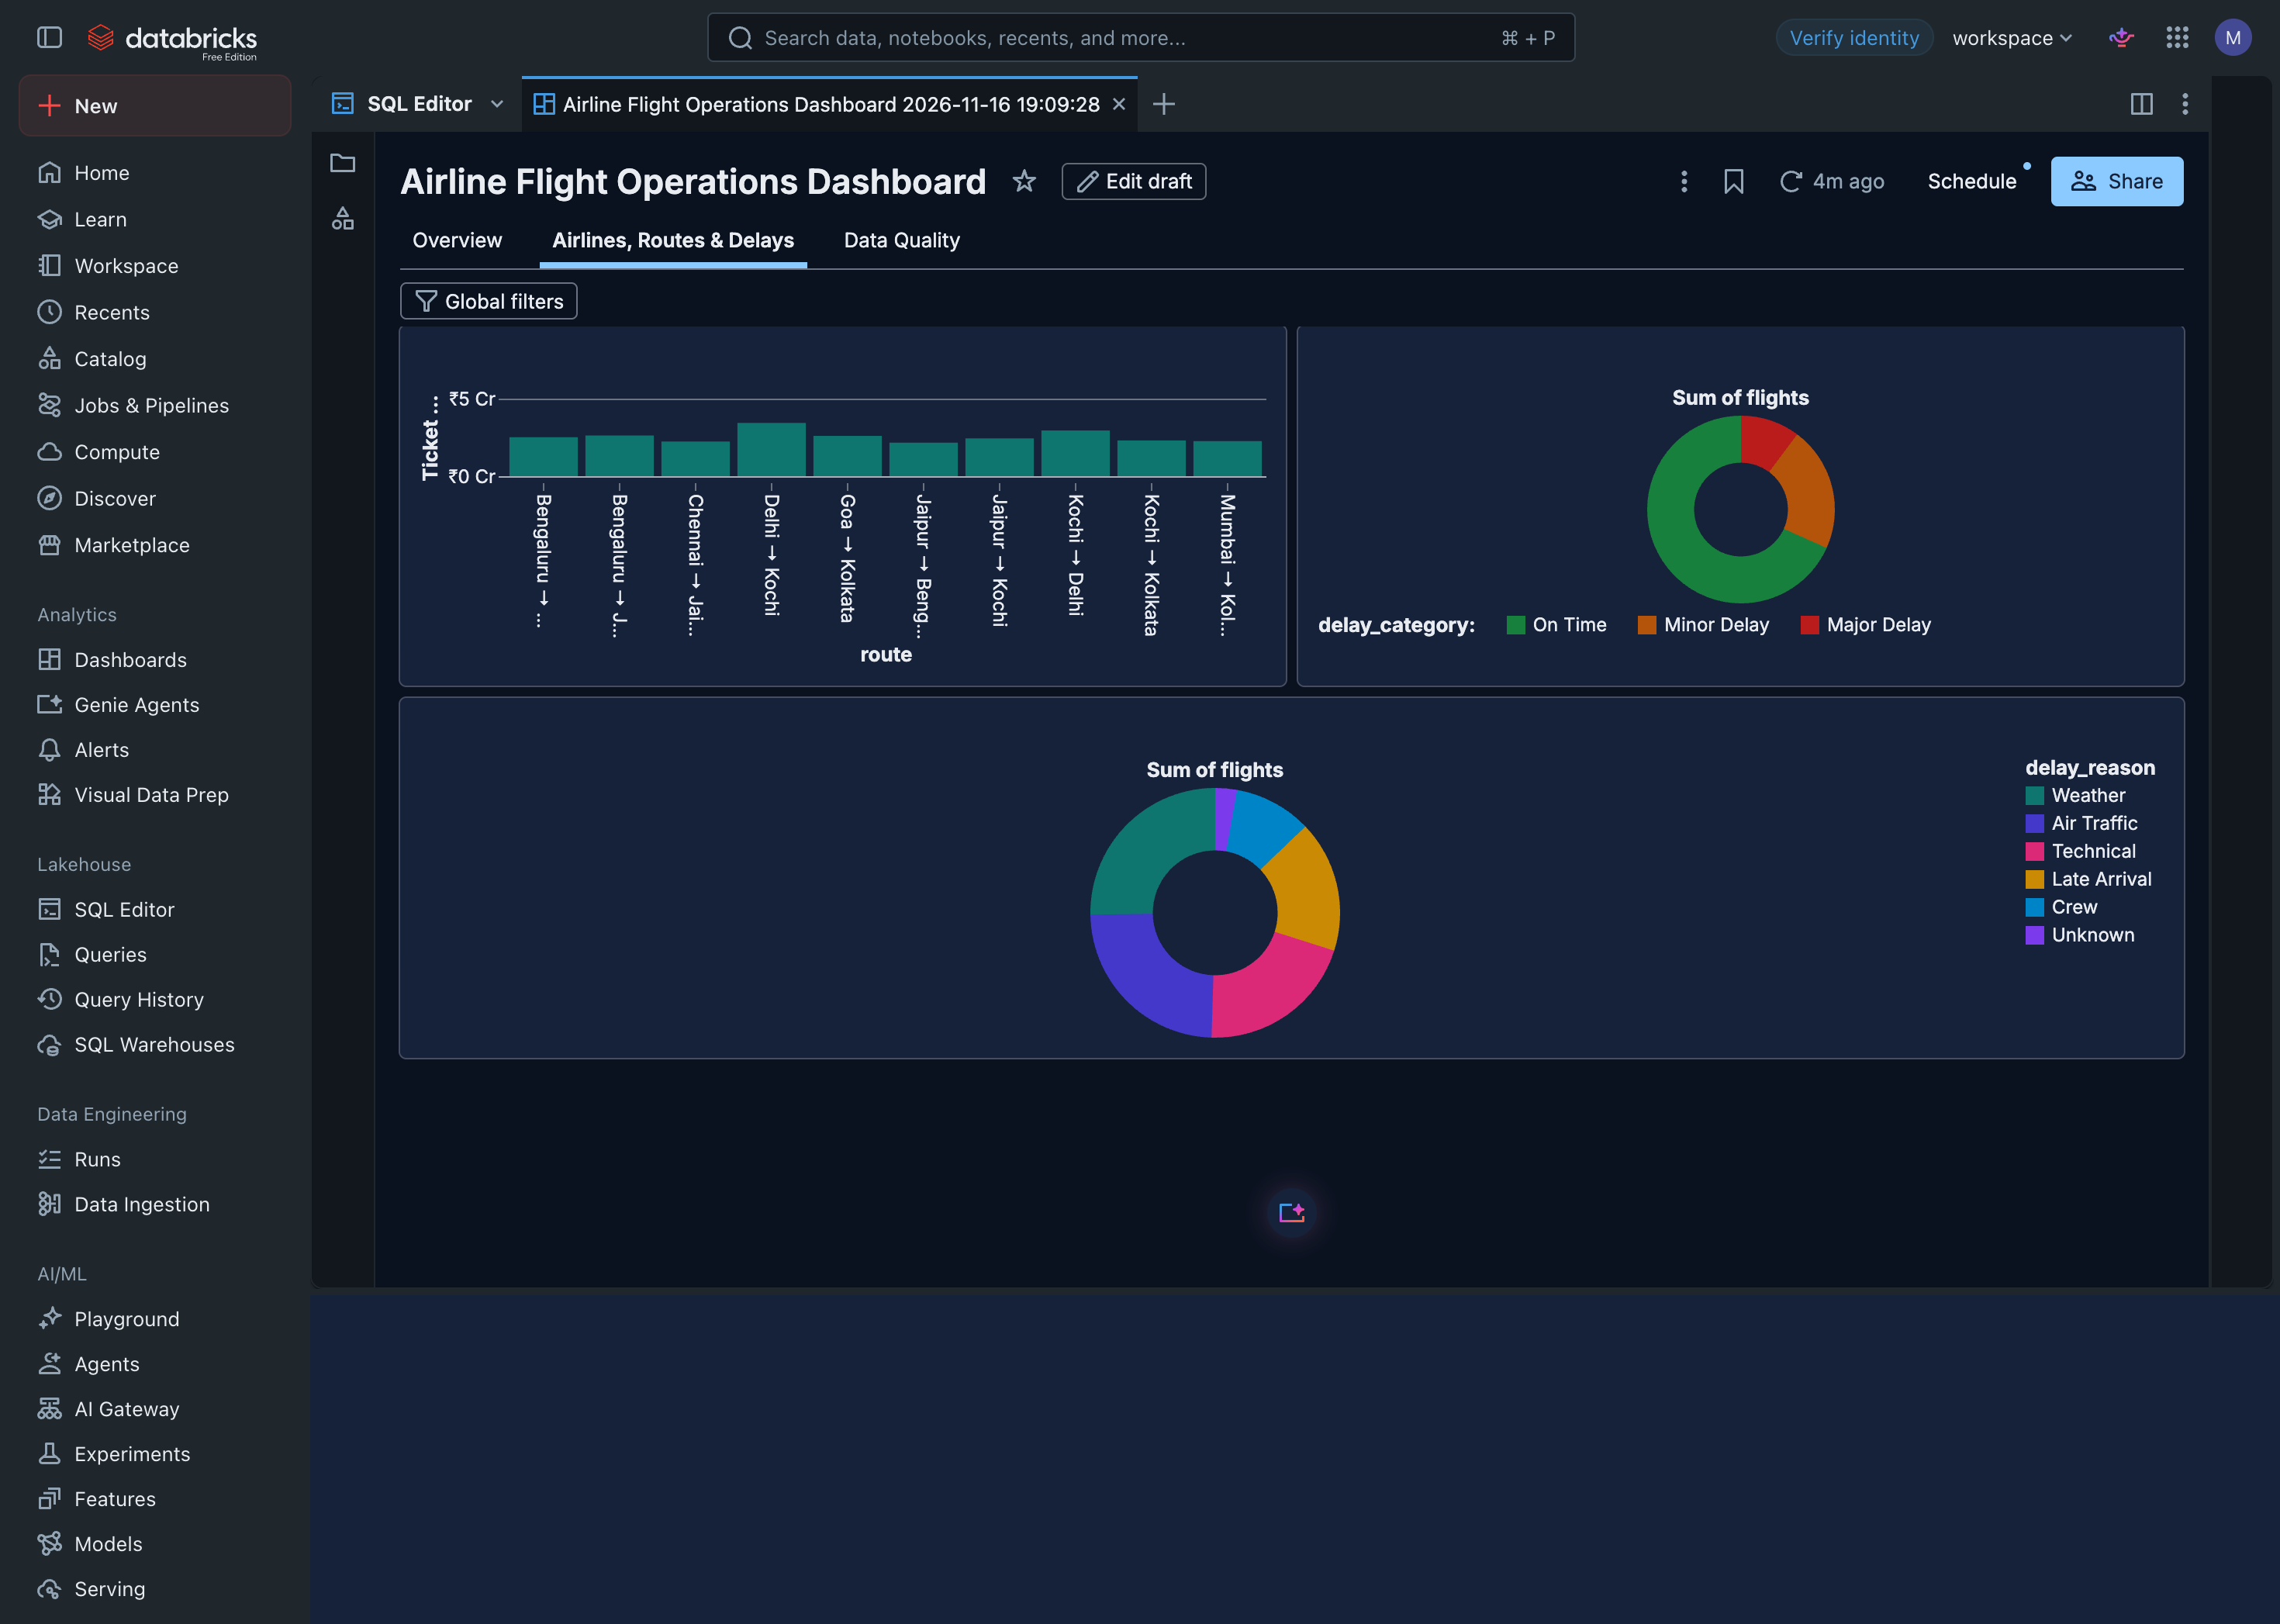 databricks
Free Edition
Search data, notebooks, recents, and more...
⌘ + P
Verify identity
workspace
M
New
Home
Learn
Workspace
Recents
Catalog
Jobs & Pipelines
Compute
Discover
Marketplace
Analytics
Dashboards
Genie Agents
Alerts
Visual Data Prep
Lakehouse
SQL Editor
Queries
Query History
SQL Warehouses
Data Engineering
Runs
Data Ingestion
AI/ML
Playground
Agents
AI Gateway
Experiments
Features
Models
Serving
SQL Editor
Airline Flight Operations Dashboard 2026-11-16 19:09:28
Airline Flight Operations Dashboard
Edit draft
4m ago
Schedule
Share
Overview
Airlines, Routes & Delays
Data Quality
Global filters
Ticket ...
₹5 Cr
₹0 Cr
Bengaluru → ...
Bengaluru → J...
Chennai → Jai...
Delhi → Kochi
Goa → Kolkata
Jaipur → Beng...
Jaipur → Kochi
Kochi → Delhi
Kochi → Kolkata
Mumbai → Kol...
route
Sum of flights
delay_category:
On Time
Minor Delay
Major Delay
Sum of flights
delay_reason
Weather
Air Traffic
Technical
Late Arrival
Crew
Unknown